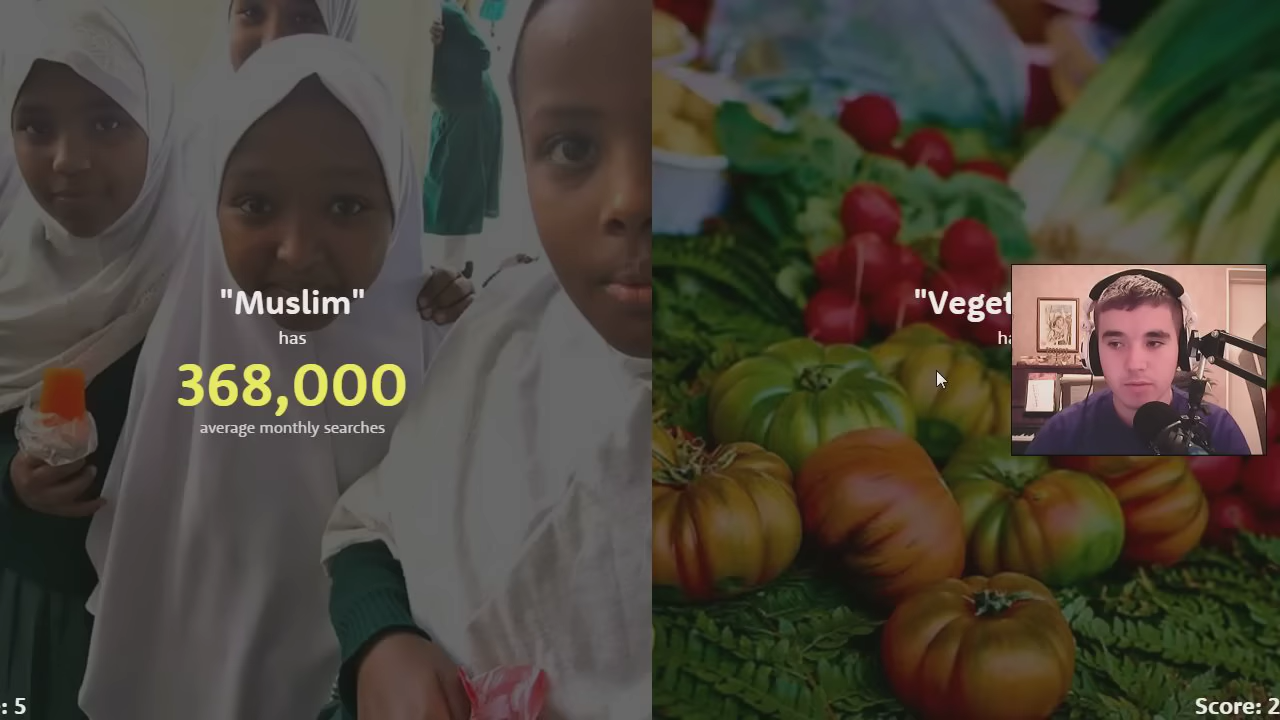 "Muslim"
has
368,000
average monthly searches
: 5
Score: 2